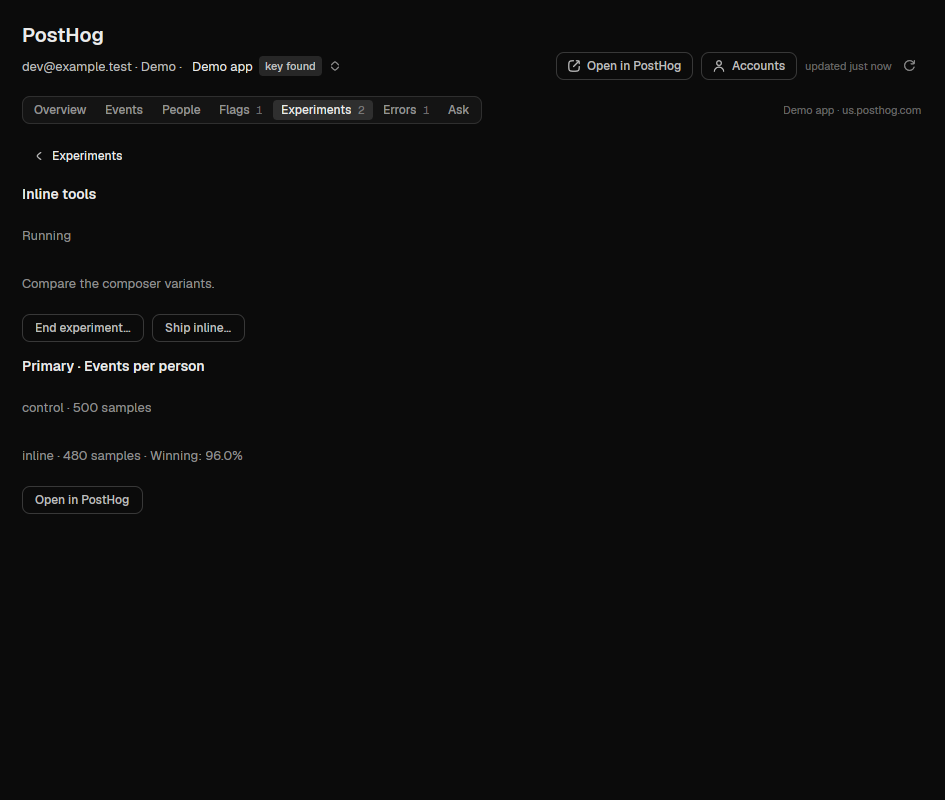 PostHog
dev@example.test · Demo · Demo app key found
Open in PostHog
Accounts
updated just now
Overview
Events
People
Flags 1
Experiments 2
Errors 1
Ask
Demo app · us.posthog.com
Experiments
Inline tools
Running
Compare the composer variants.
End experiment…
Ship inline…
Primary · Events per person
control · 500 samples
inline · 480 samples · Winning: 96.0%
Open in PostHog